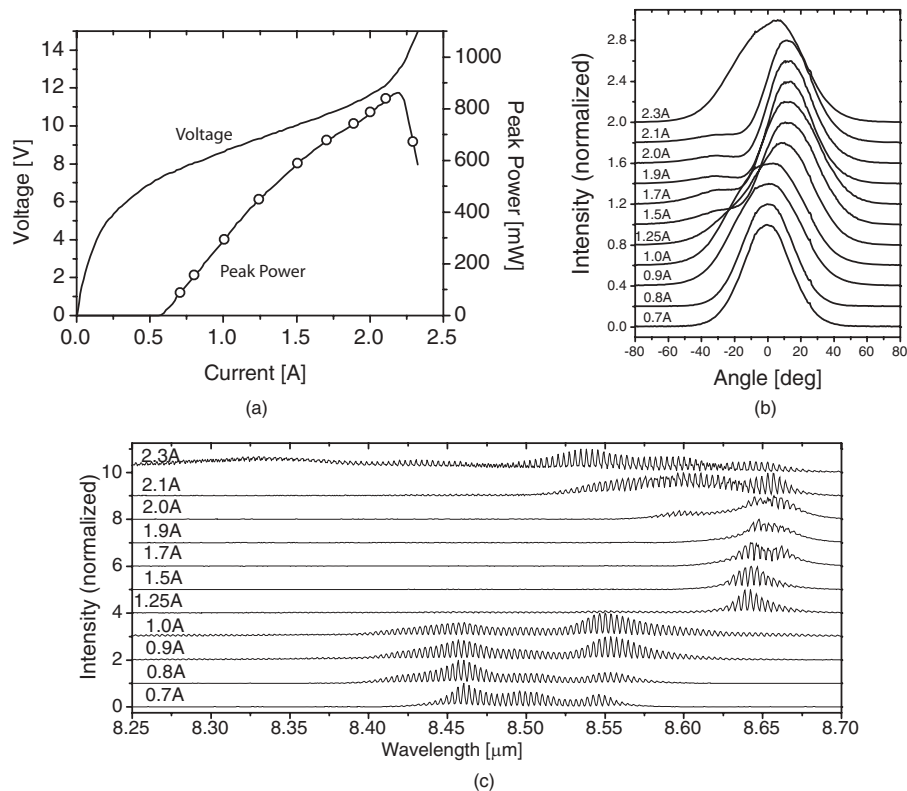 14
12
10
8
6
4
2
0
Voltage [V]
Voltage
Peak Power
1000
800
600
400
200
0
Peak Power
[mW]
0.0 0.5 1.0 1.5 2.0 2.5
Current [A]
(a)
Intensity (normalized)
2.8
2.4
2.0
1.6
1.2
0.8
0.4
0.0
2.3A
2.1A
2.0A
1.9A
1.7A
1.5A
1.25A
1.0A
0.9A
0.8A
0.7A
-80 -60 -40 -20 0 20 40 60 80
Angle [deg]
(b)
Intensity (normalized)
10
8
6
4
2
0
2.3A
2.1A
2.0A
1.9A
1.7A
1.5A
1.25A
1.0A
0.9A
0.8A
0.7A
8.25 8.30 8.35 8.40 8.45 8.50 8.55 8.60 8.65 8.70
Wavelength [μm]
(c)